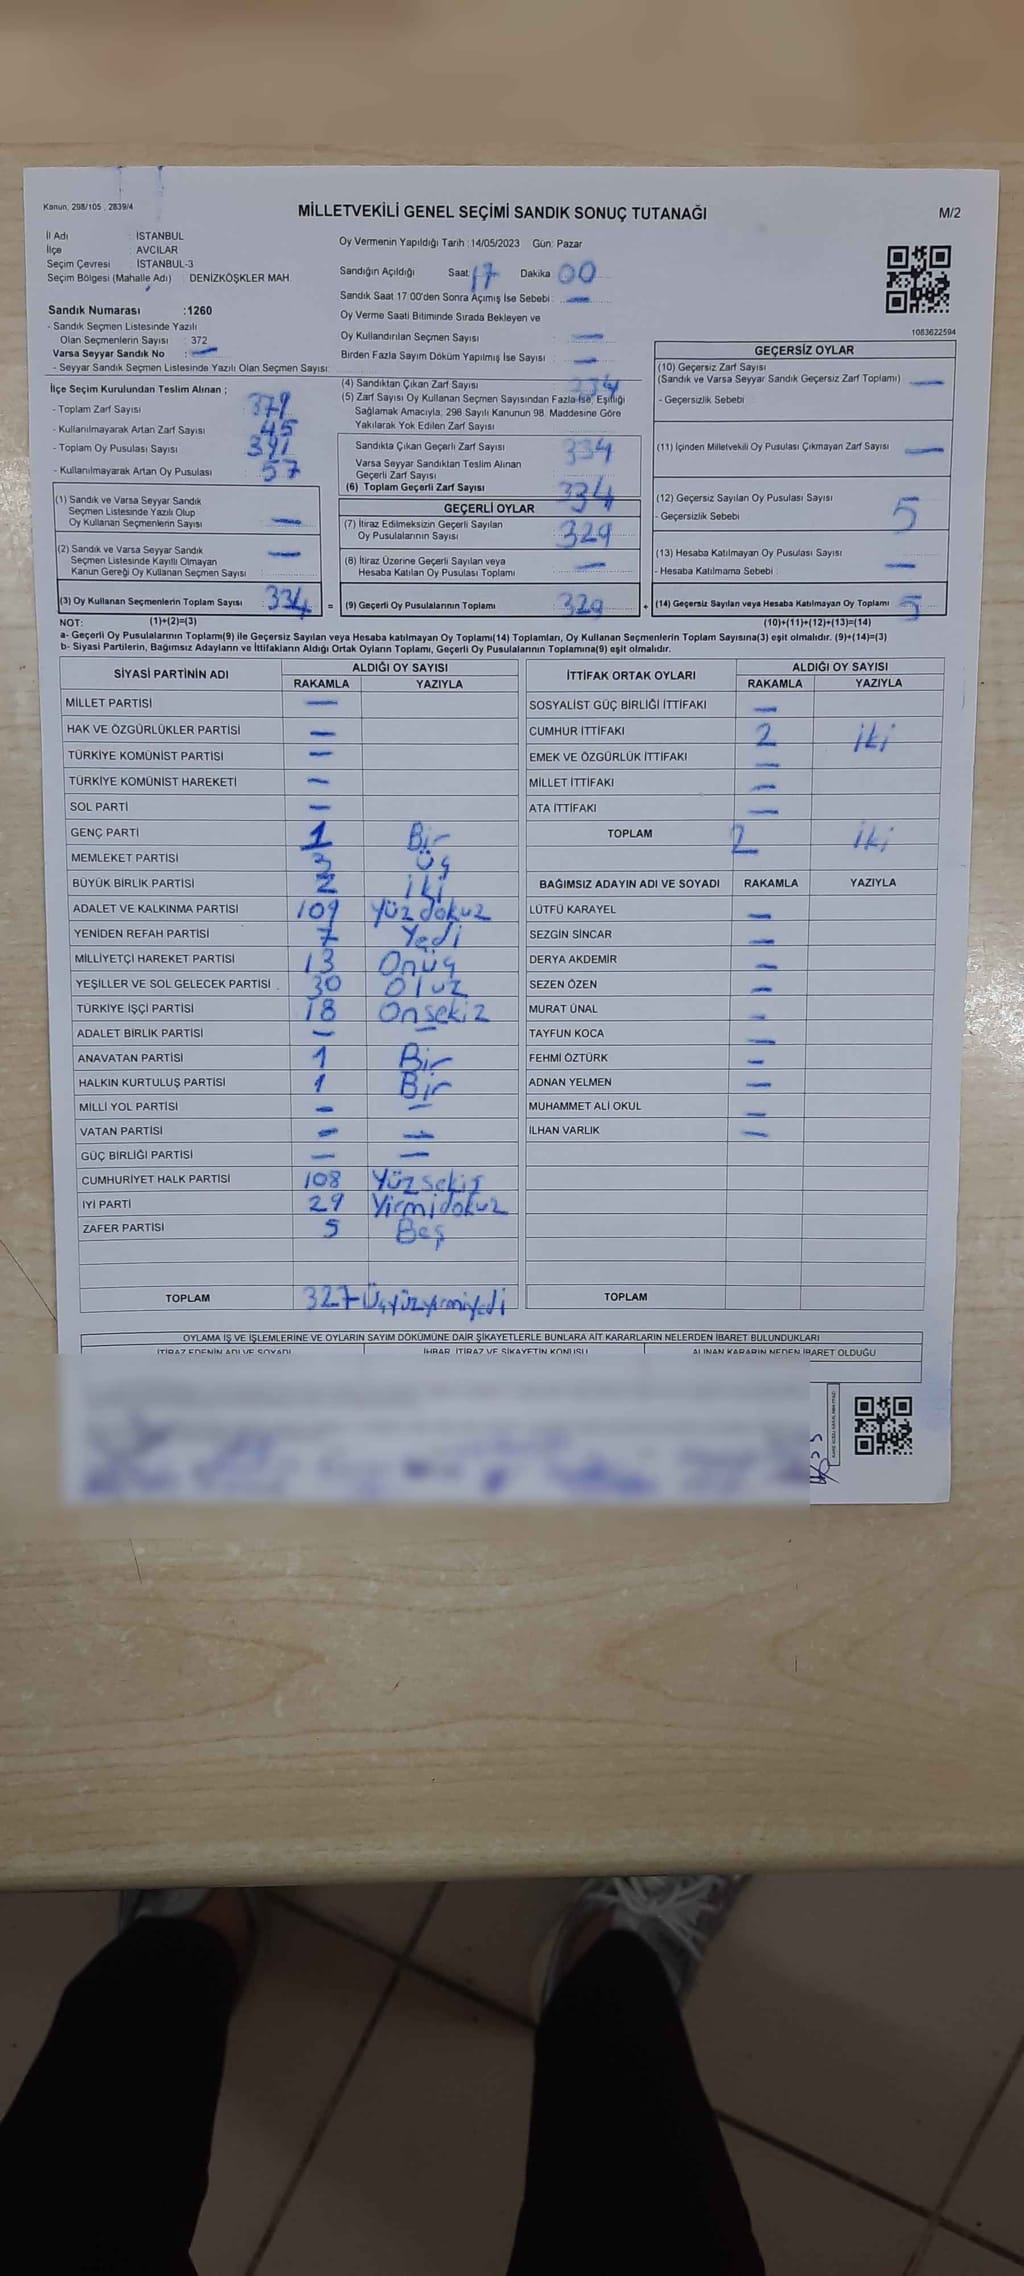 Kanun, 298/105 , 2839/4
MİLLETVEKİLİ GENEL SEÇİMİ SANDIK SONUÇ TUTANAĞI
M/2
İl Adı : İSTANBUL
İlçe : AVCILAR
Seçim Çevresi : İSTANBUL-3
Seçim Bölgesi (Mahalle Adı) : DENİZKÖŞKLER MAH.
Oy Vermenin Yapıldığı Tarih :14/05/2023 Gün: Pazar
Sandığın Açıldığı Saat 17 Dakika 00
Sandık Saat 17:00'den Sonra Açımış İse Sebebi : —
Oy Verme Saati Bitiminde Sırada Bekleyen ve
Oy Kullandırılan Seçmen Sayısı —
Birden Fazla Sayım Döküm Yapılmış İse Sayısı : —
1083622594
Sandık Numarası :1260
- Sandık Seçmen Listesinde Yazılı
Olan Seçmenlerin Sayısı : 372
Varsa Seyyar Sandık No : —
- Seyyar Sandık Seçmen Listesinde Yazılı Olan Seçmen Sayısı:
İlçe Seçim Kurulundan Teslim Alınan ;
- Toplam Zarf Sayısı : 379
- Kullanılmayarak Artan Zarf Sayısı : 45
- Toplam Oy Pusulası Sayısı : 391
- Kullanılmayarak Artan Oy Pusulası : 57
(1) Sandık ve Varsa Seyyar Sandık
Seçmen Listesinde Yazılı Olup
Oy Kullanan Seçmenlerin Sayısı —
(2) Sandık ve Varsa Seyyar Sandık
Seçmen Listesinde Kayıtlı Olmayan
Kanun Gereği Oy Kullanan Seçmen Sayısı —
(3) Oy Kullanan Seçmenlerin Toplam Sayısı 334 =
(4) Sandıktan Çıkan Zarf Sayısı 334
(5) Zarf Sayısı Oy Kullanan Seçmen Sayısından Fazla İse, Eşitliği
Sağlamak Amacıyla, 298 Sayılı Kanunun 98. Maddesine Göre
Yakılarak Yok Edilen Zarf Sayısı
Sandıkta Çıkan Geçerli Zarf Sayısı 334
Varsa Seyyar Sandıktan Teslim Alınan
Geçerli Zarf Sayısı
(6) Toplam Geçerli Zarf Sayısı 334
GEÇERLİ OYLAR
(7) İtiraz Edilmeksizin Geçerli Sayılan
Oy Pusulalarının Sayısı 329
(8) İtiraz Üzerine Geçerli Sayılan veya
Hesaba Katılan Oy Pusulası Toplamı —
(9) Geçerli Oy Pusulalarının Toplamı 329 +
GEÇERSİZ OYLAR
(10) Geçersiz Zarf Sayısı
(Sandık ve Varsa Seyyar Sandık Geçersiz Zarf Toplamı) —
- Geçersizlik Sebebi
(11) İçinden Milletvekili Oy Pusulası Çıkmayan Zarf Sayısı —
(12) Geçersiz Sayılan Oy Pusulası Sayısı 5
- Geçersizlik Sebebi
(13) Hesaba Katılmayan Oy Pusulası Sayısı
- Hesaba Katılmama Sebebi : —
(14) Geçersiz Sayılan veya Hesaba Katılmayan Oy Toplamı 5
NOT: (1)+(2)=(3) (10)+(11)+(12)+(13)=(14)
a- Geçerli Oy Pusulalarının Toplamı(9) ile Geçersiz Sayılan veya Hesaba katılmayan Oy Toplamı(14) Toplamları, Oy Kullanan Seçmenlerin Toplam Sayısına(3) eşit olmalıdır. (9)+(14)=(3)
b- Siyasi Partilerin, Bağımsız Adayların ve İttifakların Aldığı Ortak Oyların Toplamı, Geçerli Oy Pusulalarının Toplamına(9) eşit olmalıdır.
SİYASİ PARTİNİN ADI ALDIĞI OY SAYISI
RAKAMLA YAZIYLA
MİLLET PARTİSİ —
HAK VE ÖZGÜRLÜKLER PARTİSİ —
TÜRKİYE KOMÜNİST PARTİSİ —
TÜRKİYE KOMÜNİST HAREKETİ —
SOL PARTİ —
GENÇ PARTİ 1 Bir
MEMLEKET PARTİSİ 3 Üç
BÜYÜK BİRLİK PARTİSİ 2 iki
ADALET VE KALKINMA PARTİSİ 109 Yüzdokuz
YENİDEN REFAH PARTİSİ 7 Yedi
MİLLİYETÇİ HAREKET PARTİSİ 13 Onüç
YEŞİLLER VE SOL GELECEK PARTİSİ 30 Otuz
TÜRKİYE İŞÇİ PARTİSİ 18 Onsekiz
ADALET BİRLİK PARTİSİ — —
ANAVATAN PARTİSİ 1 Bir
HALKIN KURTULUŞ PARTİSİ 1 Bir
MİLLİ YOL PARTİSİ — —
VATAN PARTİSİ — —
GÜÇ BİRLİĞİ PARTİSİ — —
CUMHURİYET HALK PARTİSİ 108 Yüzsekiz
İYİ PARTİ 29 Yirmidokuz
ZAFER PARTİSİ 5 Beş
TOPLAM 327 Üçyüzyirmiyedi
İTTİFAK ORTAK OYLARI ALDIĞI OY SAYISI
RAKAMLA YAZIYLA
SOSYALİST GÜÇ BİRLİĞİ İTTİFAKI —
CUMHUR İTTİFAKI 2 iki
EMEK VE ÖZGÜRLÜK İTTİFAKI —
MİLLET İTTİFAKI —
ATA İTTİFAKI —
TOPLAM 2 iki
BAĞIMSIZ ADAYIN ADI VE SOYADI RAKAMLA YAZIYLA
LÜTFÜ KARAYEL —
SEZGİN SİNCAR —
DERYA AKDEMİR —
SEZEN ÖZEN —
MURAT ÜNAL —
TAYFUN KOCA —
FEHMİ ÖZTÜRK —
ADNAN YELMEN —
MUHAMMET ALİ OKUL —
İLHAN VARLIK —
TOPLAM
OYLAMA İŞ VE İŞLEMLERİNE VE OYLARIN SAYIM DÖKÜMÜNE DAİR ŞİKAYETLERLE BUNLARA AİT KARARLARIN NELERDEN İBARET BULUNDUKLARI
İTİRAZ EDENİN ADI VE SOYADI İHBAR, İTİRAZ VE ŞİKAYETİN KONUSU ALINAN KARARIN NEDEN İBARET OLDUĞU